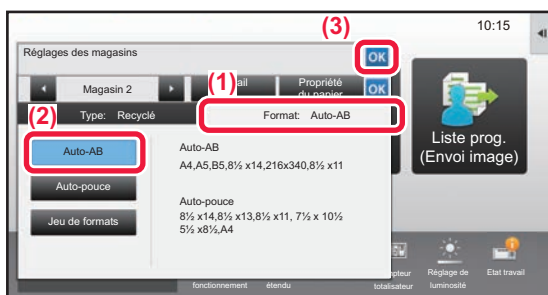 (3)
10:15
Réglages des magasins
OK
(1)
Magasin 2
Propriété
du papier
OK
(2)
Type: Recyclé
Format: Auto-AB
Auto-AB
Auto-AB
A4,A5,B5,8½ x14,216x340,8½ x11
Auto-pouce
Auto-pouce
8½ x14,8½ x13,8½ x11, 7½ x 10½
5½ x8½,A4
Jeu de formats
Liste prog.
(Envoi image)
fonctionnement
étendu
totalisateur
Réglage de
luminosité
Etat travail